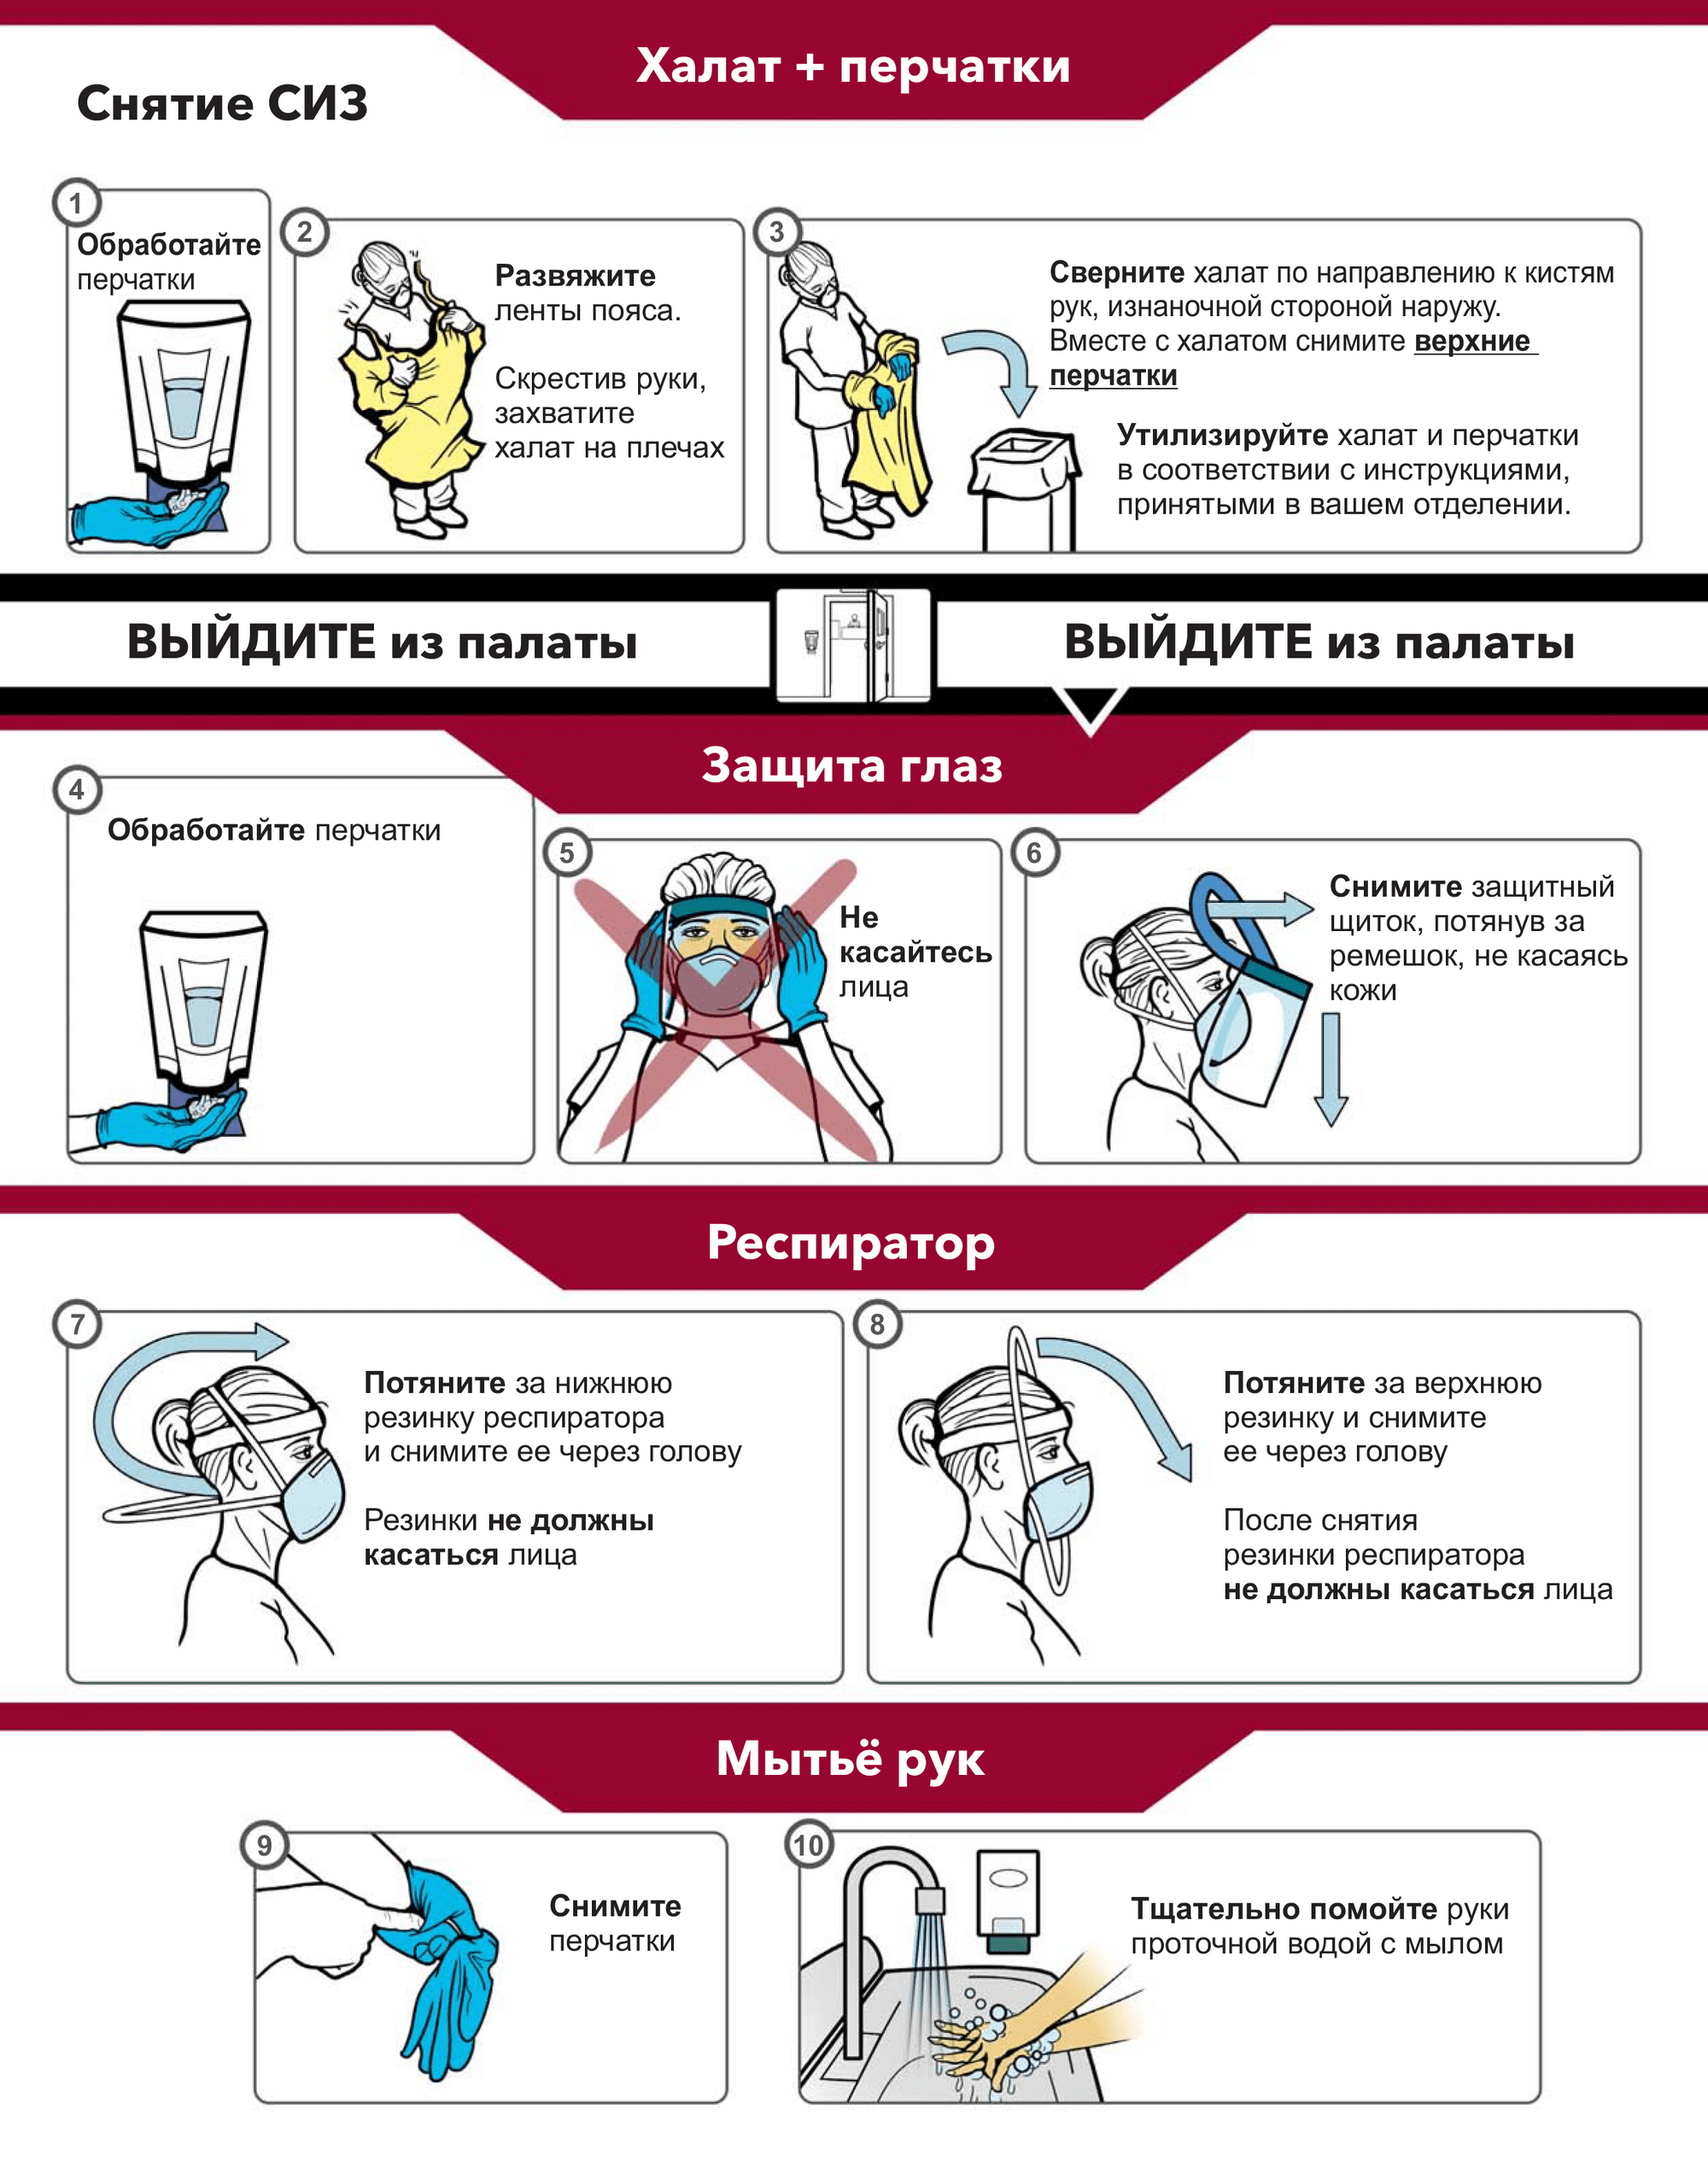 Халат + перчатки
Снятие СИЗ
1
Обработайте
перчатки
2
Развяжите
ленты пояса.
Скрестив руки,
захватите
халат на плечах
3
Сверните халат по направлению к кистям
рук, изнаночной стороной наружу.
Вместе с халатом снимите верхние
перчатки
Утилизируйте халат и перчатки
в соответствии с инструкциями,
принятыми в вашем отделении.
ВЫЙДИТЕ из палаты
ВЫЙДИТЕ из палаты
Защита глаз
4
Обработайте перчатки
5
Не
касайтесь
лица
6
Снимите защитный
щиток, потянув за
ремешок, не касаясь
кожи
Респиратор
7
Потяните за нижнюю
резинку респиратора
и снимите ее через голову
Резинки не должны
касаться лица
8
Потяните за верхнюю
резинку и снимите
ее через голову
После снятия
резинки респиратора
не должны касаться лица
Мытьё рук
9
Снимите
перчатки
10
Тщательно помойте руки
проточной водой с мылом